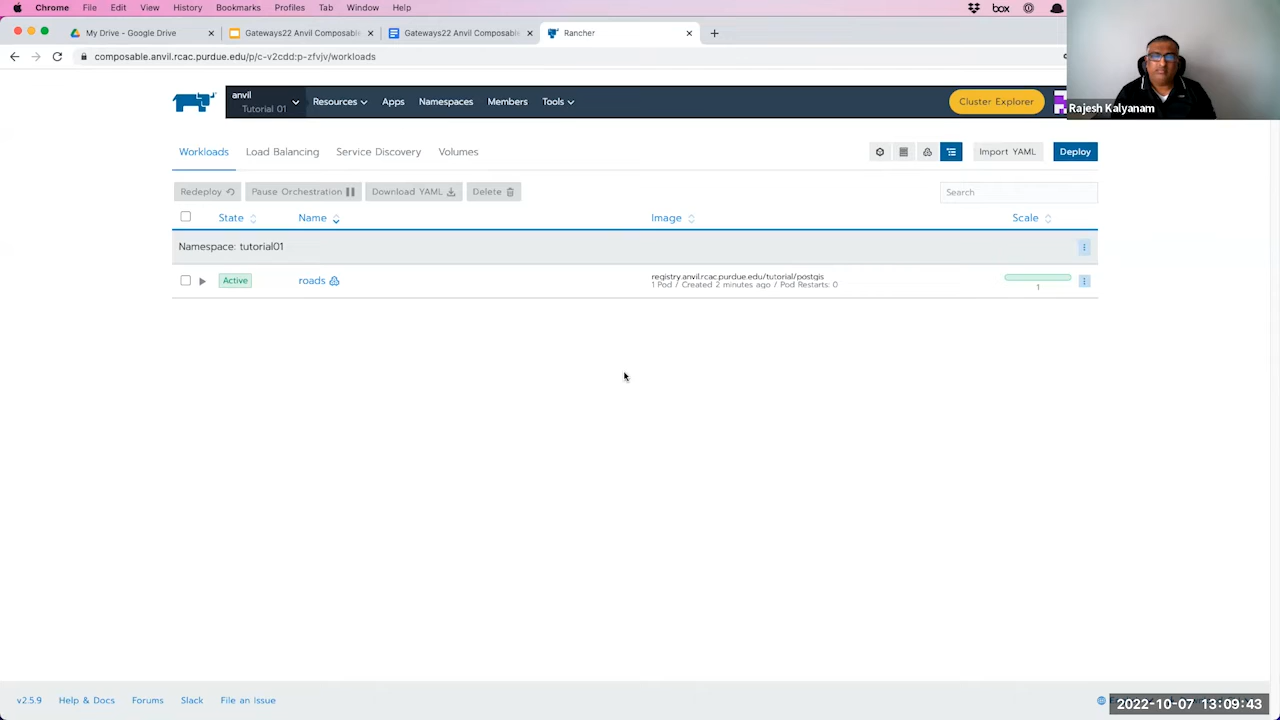 Chrome File Edit View History Bookmarks Profiles Tab Window Help
box
My Drive - Google Drive
Gateways22 Anvil Composable
Gateways22 Anvil Composable
Rancher
composable.anvil.rcac.purdue.edu/p/c-v2cdd:p-zfvjv/workloads
Rajesh Kalyanam
anvil
Tutorial 01
Resources Apps Namespaces Members Tools
Cluster Explorer
Workloads Load Balancing Service Discovery Volumes
Import YAML Deploy
Redeploy Pause Orchestration Download YAML Delete
Search
State Name Image Scale
Namespace: tutorial01
Active roads
registry.anvil.rcac.purdue.edu/tutorial/postgis
1 Pod / Created 2 minutes ago / Pod Restarts: 0
1
v2.5.9 Help & Docs Forums Slack File an Issue
2022-10-07 13:09:43